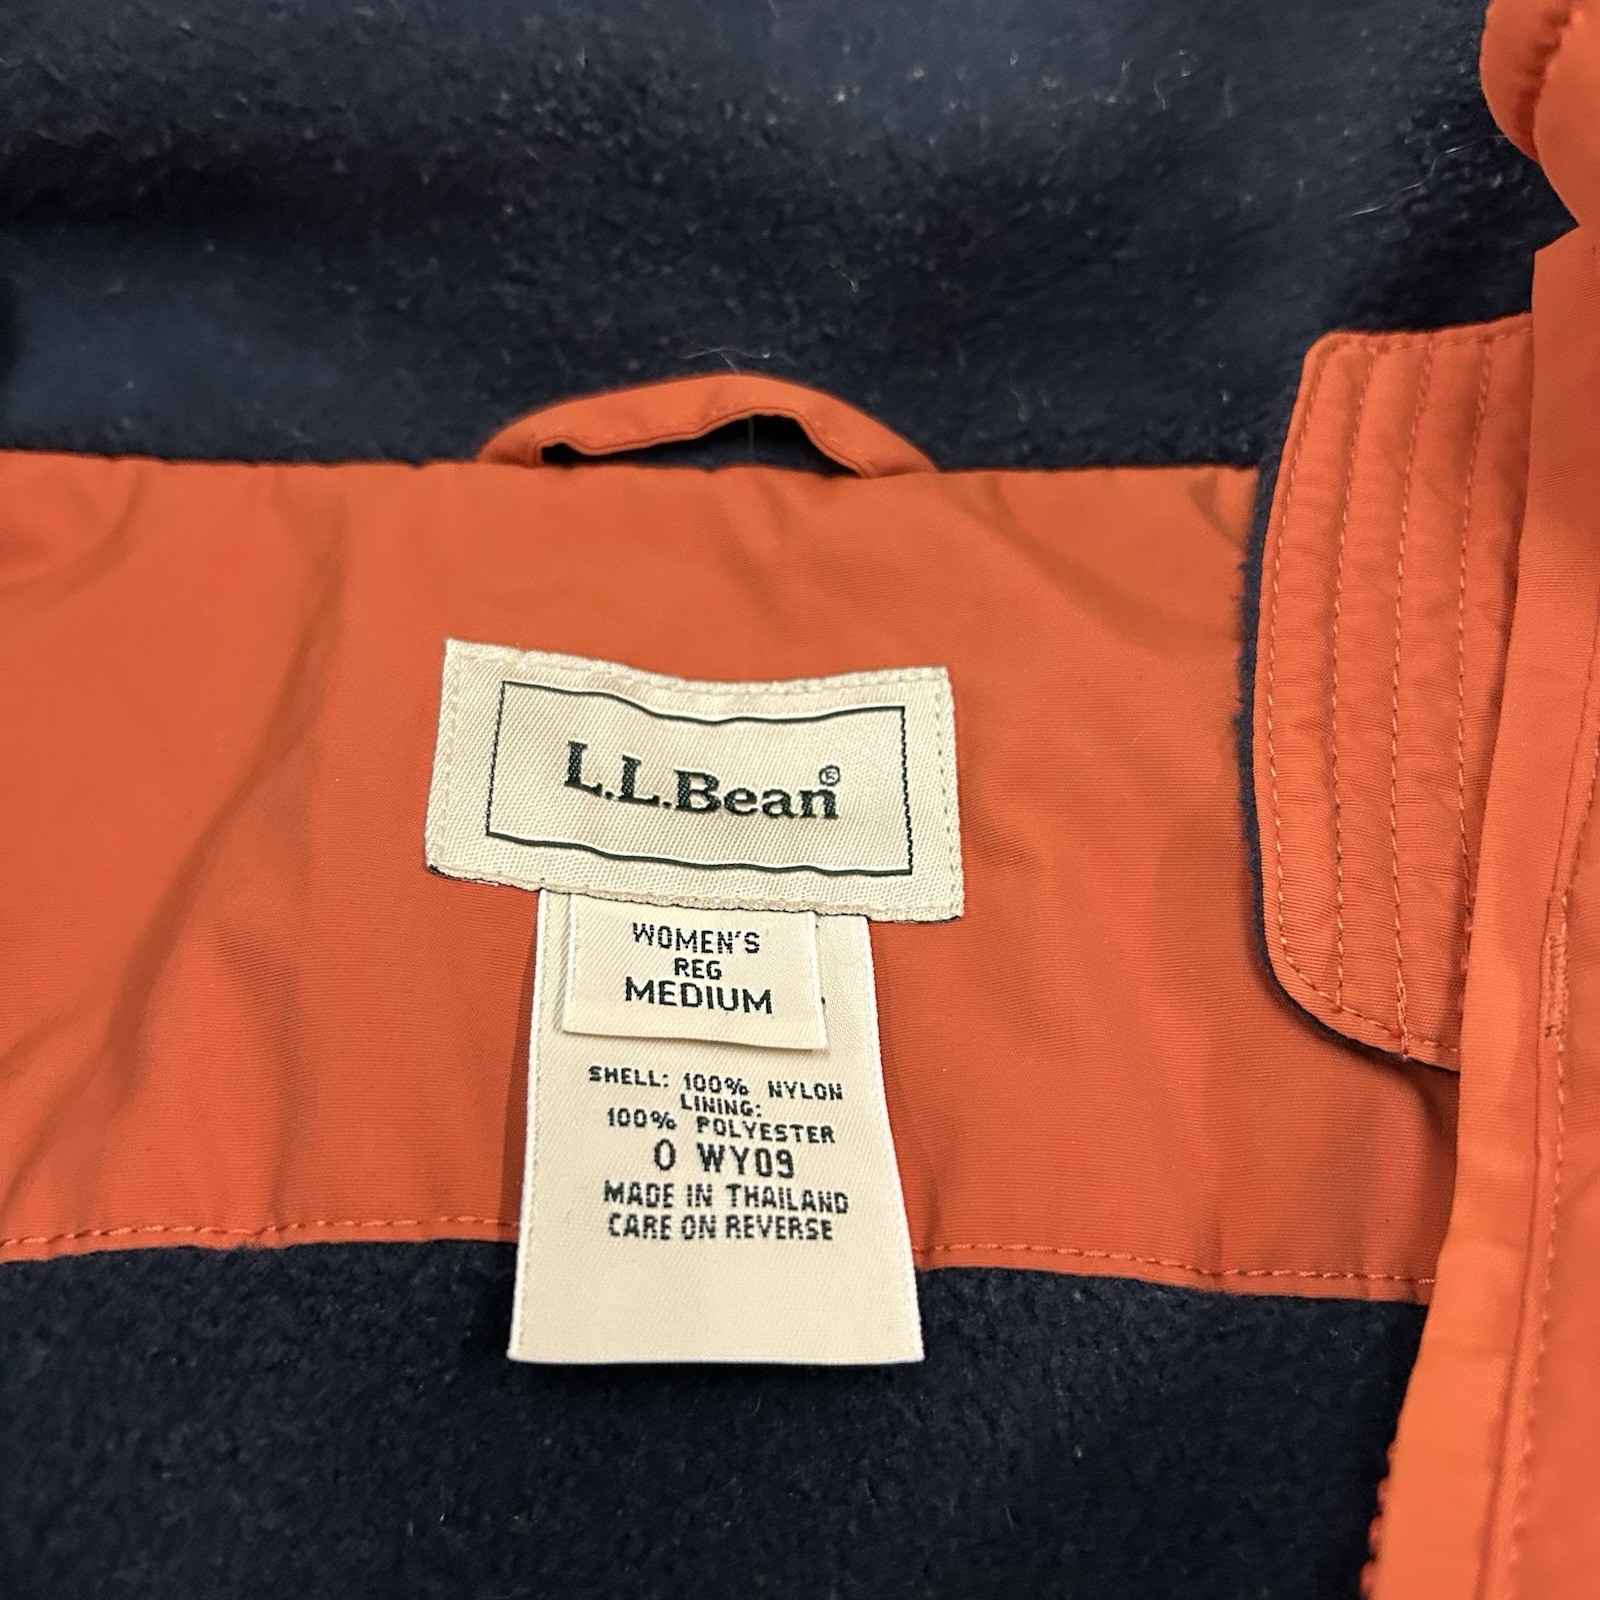 L.L.Bean®
WOMEN'S
REG
MEDIUM
SHELL: 100% NYLON
LINING:
100% POLYESTER
0 WY09
MADE IN THAILAND
CARE ON REVERSE